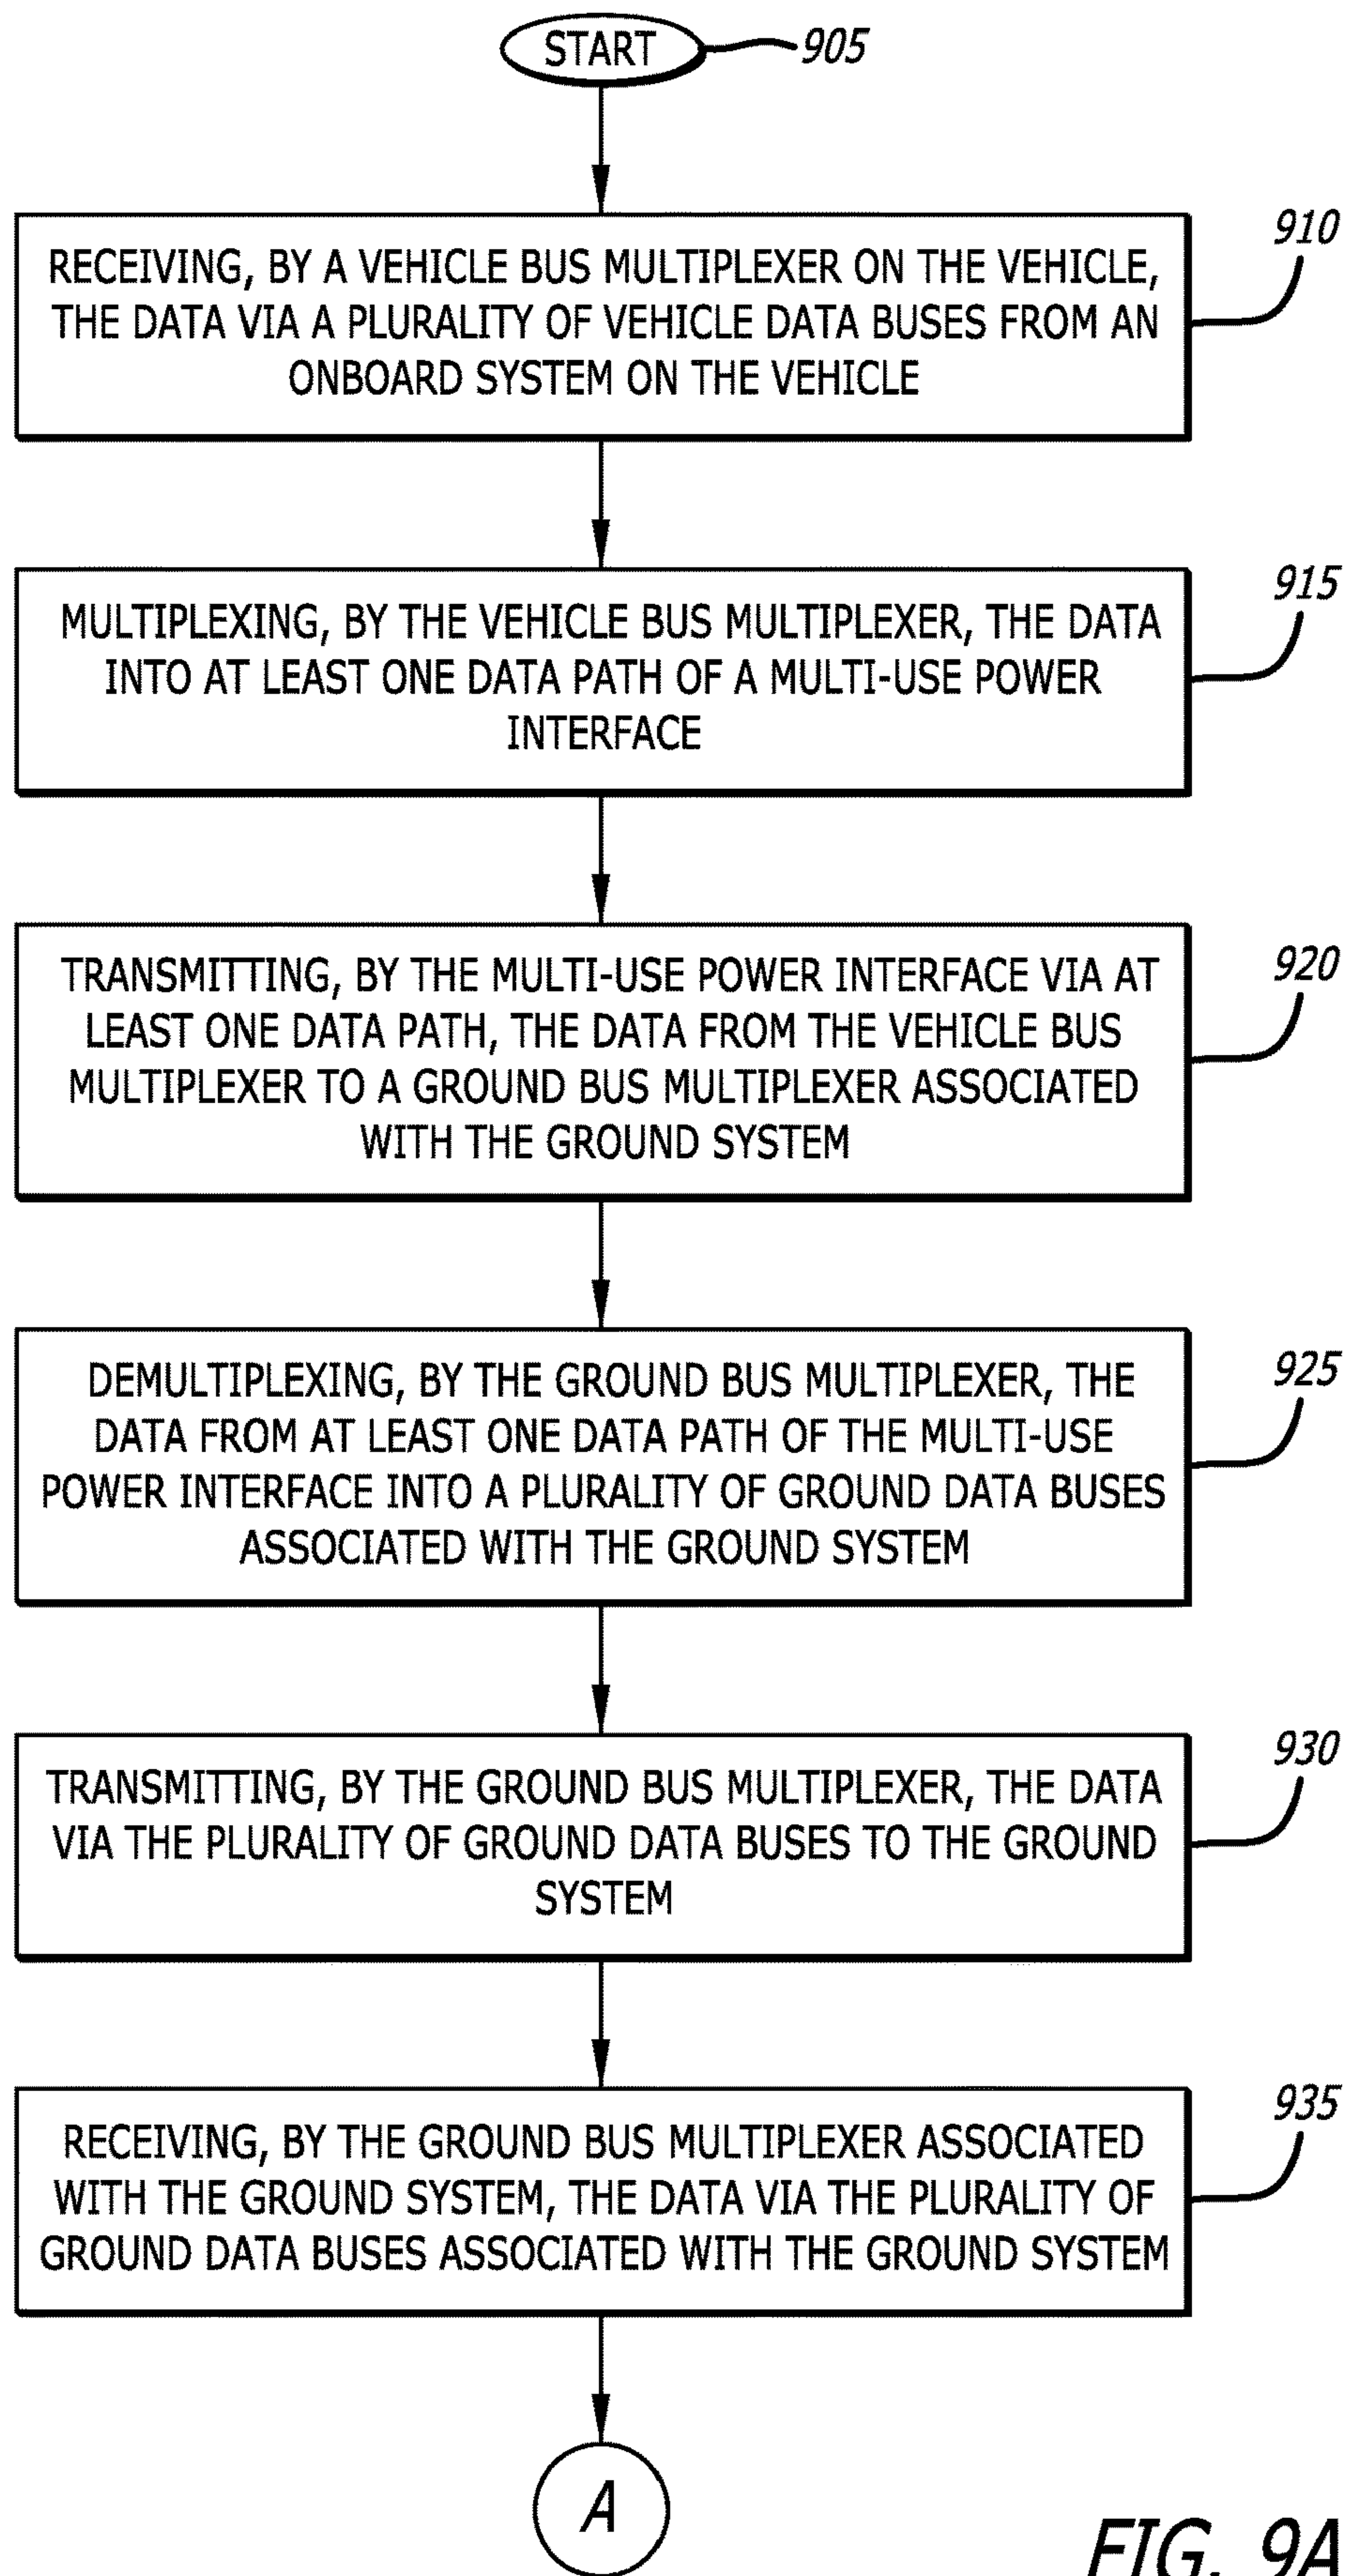 START
905
910
RECEIVING, BY A VEHICLE BUS MULTIPLEXER ON THE VEHICLE,
THE DATA VIA A PLURALITY OF VEHICLE DATA BUSES FROM AN
ONBOARD SYSTEM ON THE VEHICLE
915
MULTIPLEXING, BY THE VEHICLE BUS MULTIPLEXER, THE DATA
INTO AT LEAST ONE DATA PATH OF A MULTI-USE POWER
INTERFACE
920
TRANSMITTING, BY THE MULTI-USE POWER INTERFACE VIA AT
LEAST ONE DATA PATH, THE DATA FROM THE VEHICLE BUS
MULTIPLEXER TO A GROUND BUS MULTIPLEXER ASSOCIATED
WITH THE GROUND SYSTEM
925
DEMULTIPLEXING, BY THE GROUND BUS MULTIPLEXER, THE
DATA FROM AT LEAST ONE DATA PATH OF THE MULTI-USE
POWER INTERFACE INTO A PLURALITY OF GROUND DATA BUSES
ASSOCIATED WITH THE GROUND SYSTEM
930
TRANSMITTING, BY THE GROUND BUS MULTIPLEXER, THE DATA
VIA THE PLURALITY OF GROUND DATA BUSES TO THE GROUND
SYSTEM
935
RECEIVING, BY THE GROUND BUS MULTIPLEXER ASSOCIATED
WITH THE GROUND SYSTEM, THE DATA VIA THE PLURALITY OF
GROUND DATA BUSES ASSOCIATED WITH THE GROUND SYSTEM
A
FIG. 9A